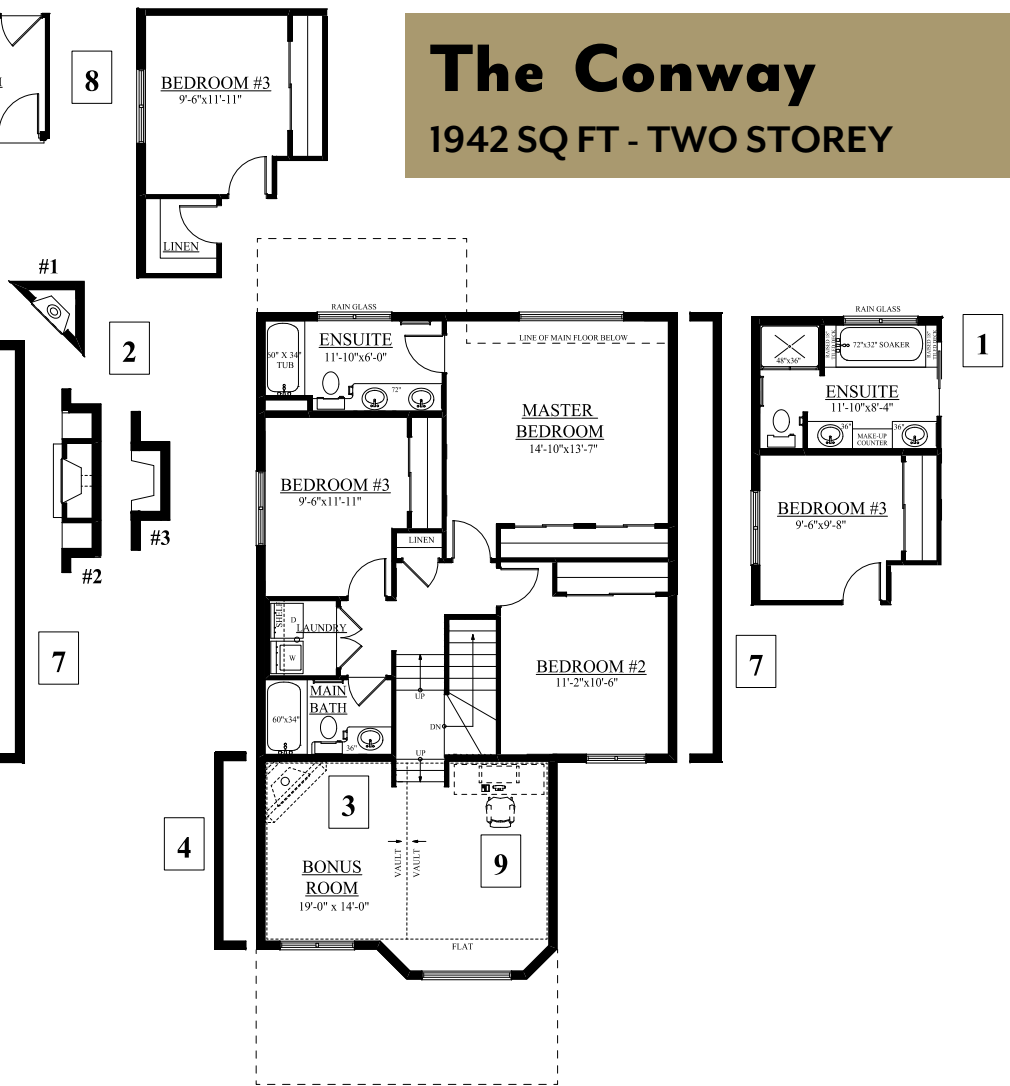 The Conway
1942 SQ FT - TWO STOREY
8
BEDROOM #3
9'-6"x11'-11"
LINEN
#1
2
#2
#3
7
RAIN GLASS
ENSUITE
11'-10"x6'-0"
60" X 34"
TUB
72"
LINE OF MAIN FLOOR BELOW
MASTER
BEDROOM
14'-10"x13'-7"
BEDROOM #3
9'-6"x11'-11"
LINEN
SHELF
D
LAUNDRY
W
MAIN
BATH
60"x34"
36"
UP
DN
UP
BEDROOM #2
11'-2"x10'-6"
3
4
9
VAULT
VAULT
BONUS
ROOM
19'-0" x 14'-0"
FLAT
RAIN GLASS
1
48"x36"
72"x32" SOAKER
ENSUITE
11'-10"x8'-4"
36"
MAKE-UP
COUNTER
36"
BEDROOM #3
9'-6"x9'-8"
7